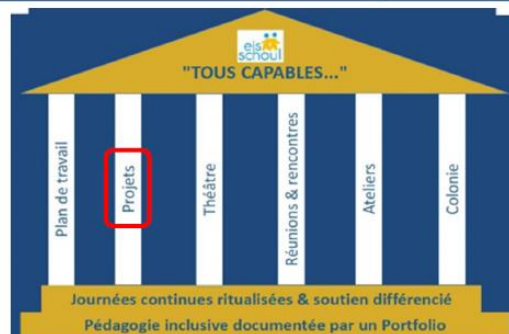 eis
schoul
"TOUS CAPABLES..."
Plan de travail
Projets
Théâtre
Réunions & rencontres
Ateliers
Colonie
Journées continues ritualisées & soutien différencié
Pédagogie inclusive documentée par un Portfolio